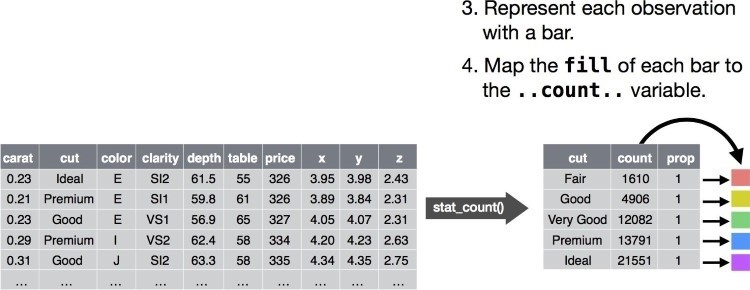 3. Represent each observation
with a bar.
4. Map the fill of each bar to
the ..count.. variable.
carat cut color clarity depth table price x y z
0.23 Ideal E SI2 61.5 55 326 3.95 3.98 2.43
0.21 Premium E SI1 59.8 61 326 3.89 3.84 2.31
0.23 Good E VS1 56.9 65 327 4.05 4.07 2.31
0.29 Premium I VS2 62.4 58 334 4.20 4.23 2.63
0.31 Good J SI2 63.3 58 335 4.34 4.35 2.75
... ... ... ... ... ... ... ... ... ...
stat_count()
cut count prop
Fair 1610 1
Good 4906 1
Very Good 12082 1
Premium 13791 1
Ideal 21551 1